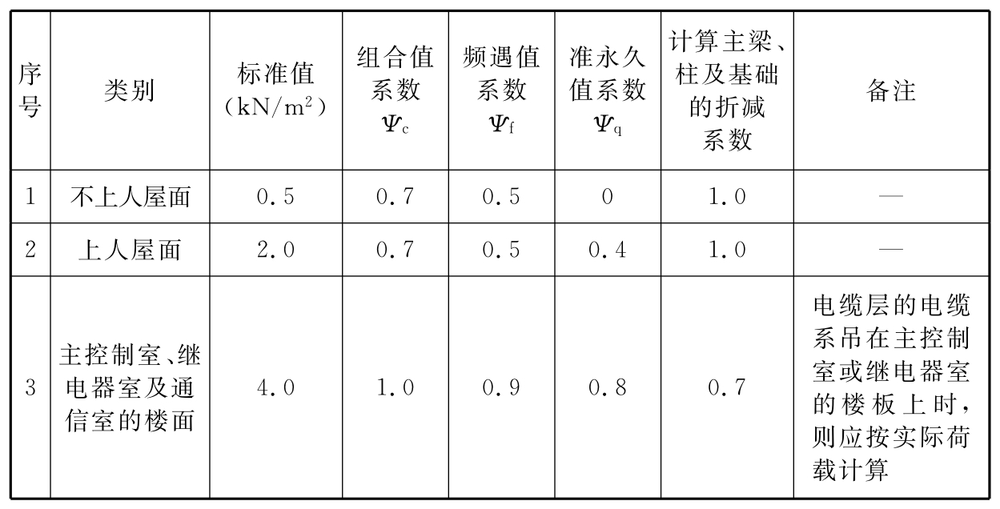 序
号
类别
标准值
(kN/m²)
组合值
系数
Ψc
频遇值
系数
Ψf
准永久
值系数
Ψq
计算主梁、
柱及基础
的折减
系数
备注
1
不上人屋面
0.5
0.7
0.5
0
1.0
—
2
上人屋面
2.0
0.7
0.5
0.4
1.0
—
3
主控制室、继
电器室及通
信室的楼面
4.0
1.0
0.9
0.8
0.7
电缆层的电缆
系吊在主控制
室或继电器室
的楼板上时，
则应按实际荷
载计算